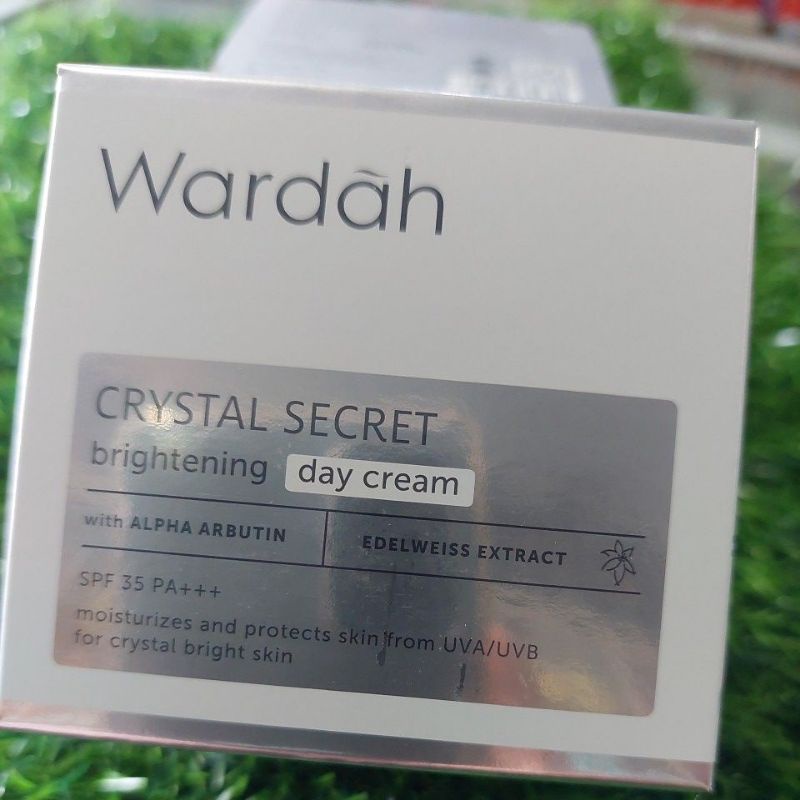 Wardah
CRYSTAL SECRET
brightening day cream
with ALPHA ARBUTIN
EDELWEISS EXTRACT
SPF 35 PA+++
moisturizes and protects skin from UVA/UVB
for crystal bright skin